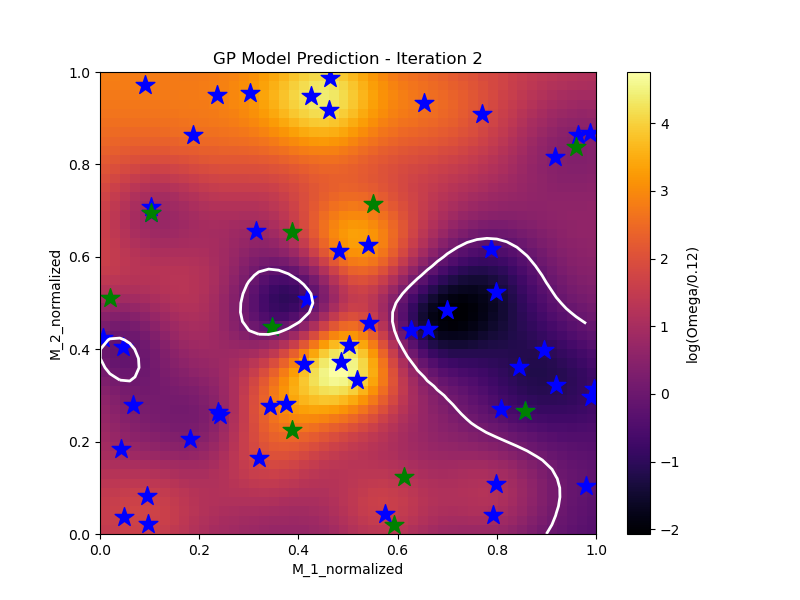 GP Model Prediction - Iteration 2
1.0
0.8
0.6
0.4
0.2
0.0
M_2_normalized
0.0 0.2 0.4 0.6 0.8 1.0
M_1_normalized
4
3
2
1
0
−1
−2
log(Omega/0.12)